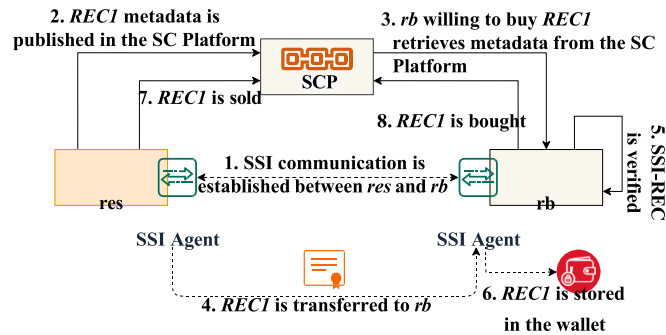 2. REC1 metadata is
published in the SC Platform
3. rb willing to buy REC1
retrieves metadata from the SC
Platform
SCP
7. REC1 is sold
8. REC1 is bought
5. SSI-REC
is verified
1. SSI communication is
established between res and rb
res
rb
SSI Agent
SSI Agent
4. REC1 is transferred to rb
6. REC1 is stored
in the wallet